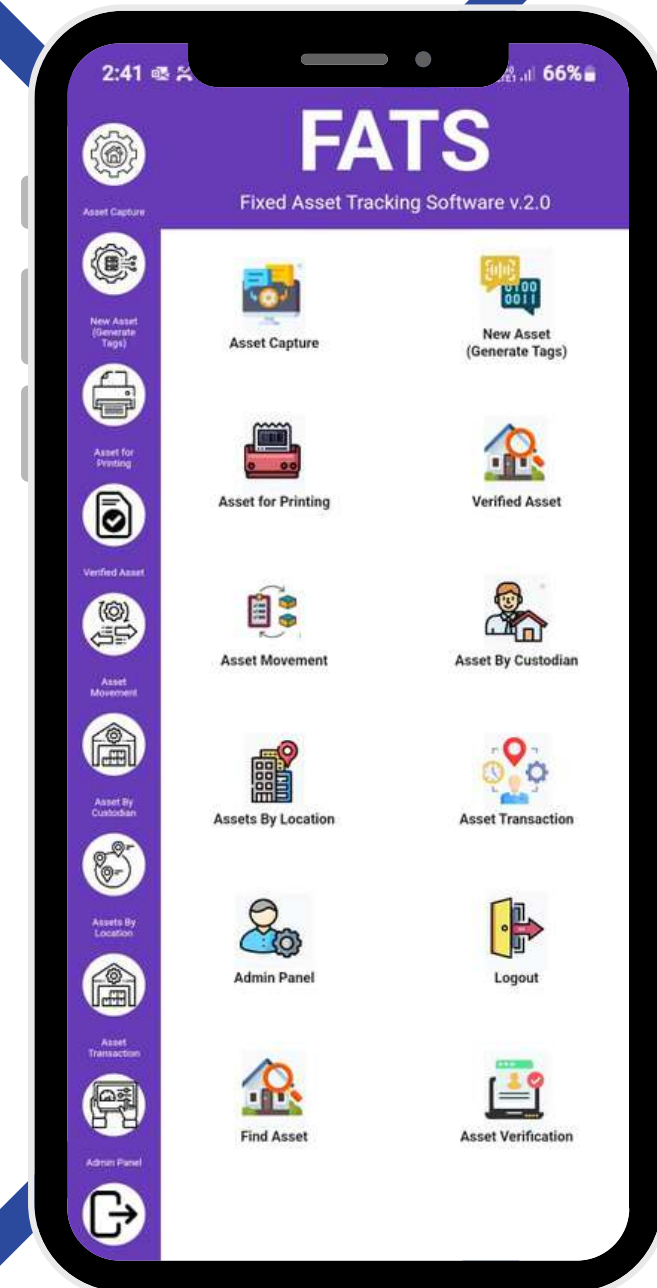 2:41
66%
FATS
Fixed Asset Tracking Software v.2.0
Asset Capture
New Asset
(Generate
Tags)
Asset for
Printing
Verified Asset
Asset
Movement
Asset By
Custodian
Assets By
Location
Asset
Transaction
Admin Panel
Asset Capture
New Asset
(Generate Tags)
Asset for Printing
Verified Asset
Asset Movement
Asset By Custodian
Assets By Location
Asset Transaction
Admin Panel
Logout
Find Asset
Asset Verification
0100
0011